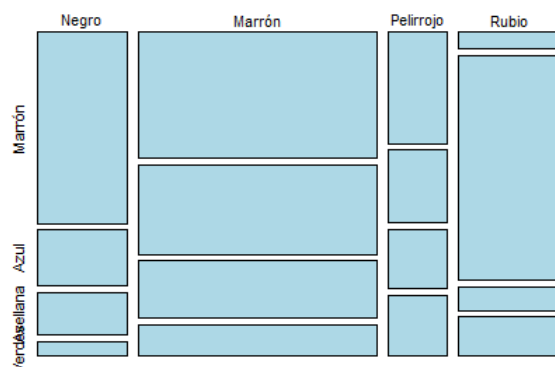 Negro Marrón Pelirrojo Rubio
Marrón
Azul
Avellana
Verde